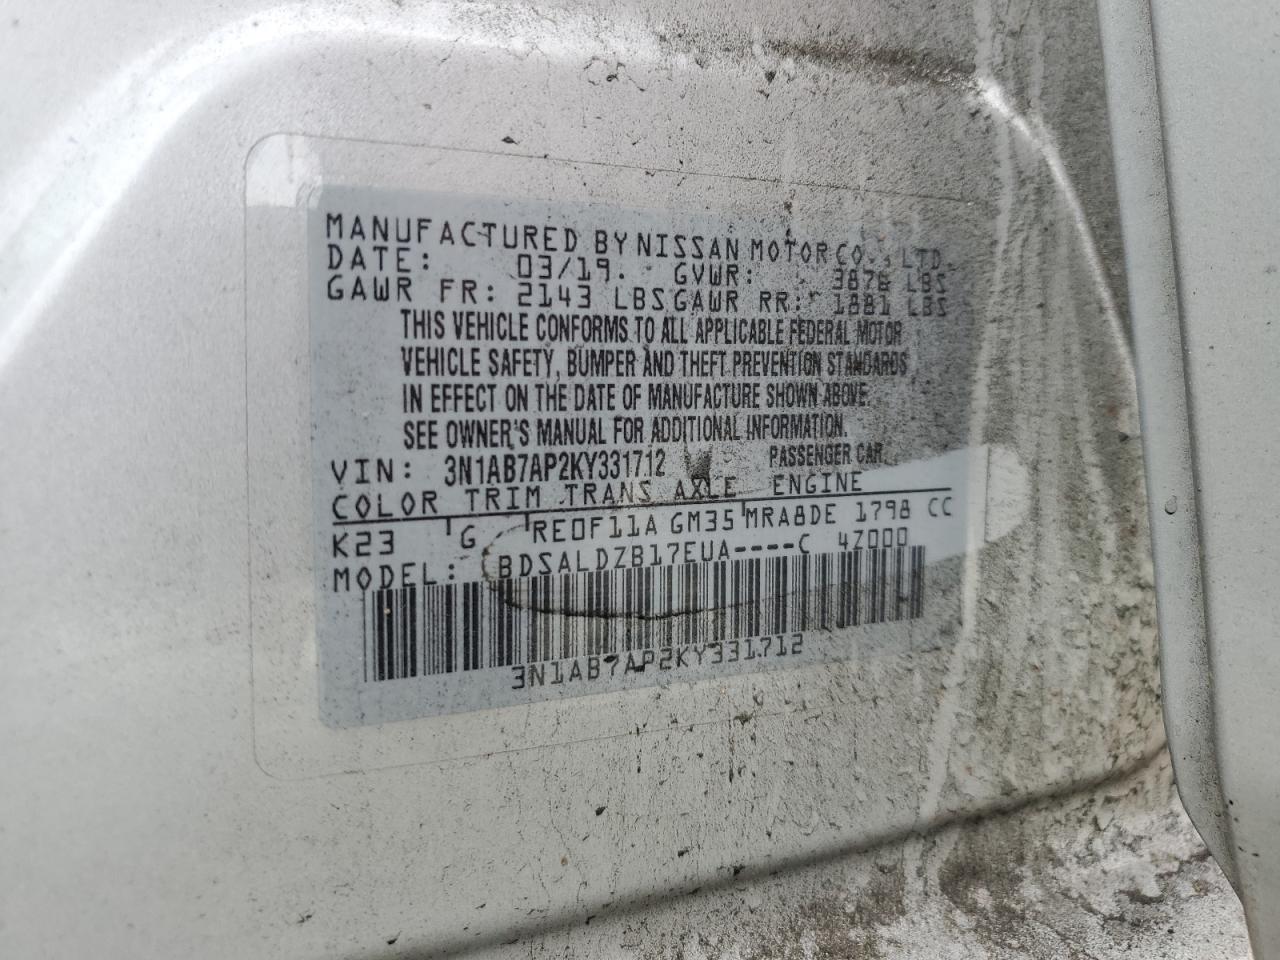 MANUFACTURED BY NISSAN MOTOR CO., LTD.
DATE: 03/19. GVWR: 3876 LBS
GAWR FR: 2143 LBS GAWR RR: 1881 LBS
THIS VEHICLE CONFORMS TO ALL APPLICABLE FEDERAL MOTOR
VEHICLE SAFETY, BUMPER AND THEFT PREVENTION STANDARDS
IN EFFECT ON THE DATE OF MANUFACTURE SHOWN ABOVE.
SEE OWNER'S MANUAL FOR ADDITIONAL INFORMATION.
VIN: 3N1AB7AP2KY331712 PASSENGER CAR
COLOR TRIM TRANS AXLE ENGINE
K23 G RE0F11A GM35 MRA8DE 1798 CC
MODEL: BDSALDZB17EUA----C 4Z000
3N1AB7AP2KY331712